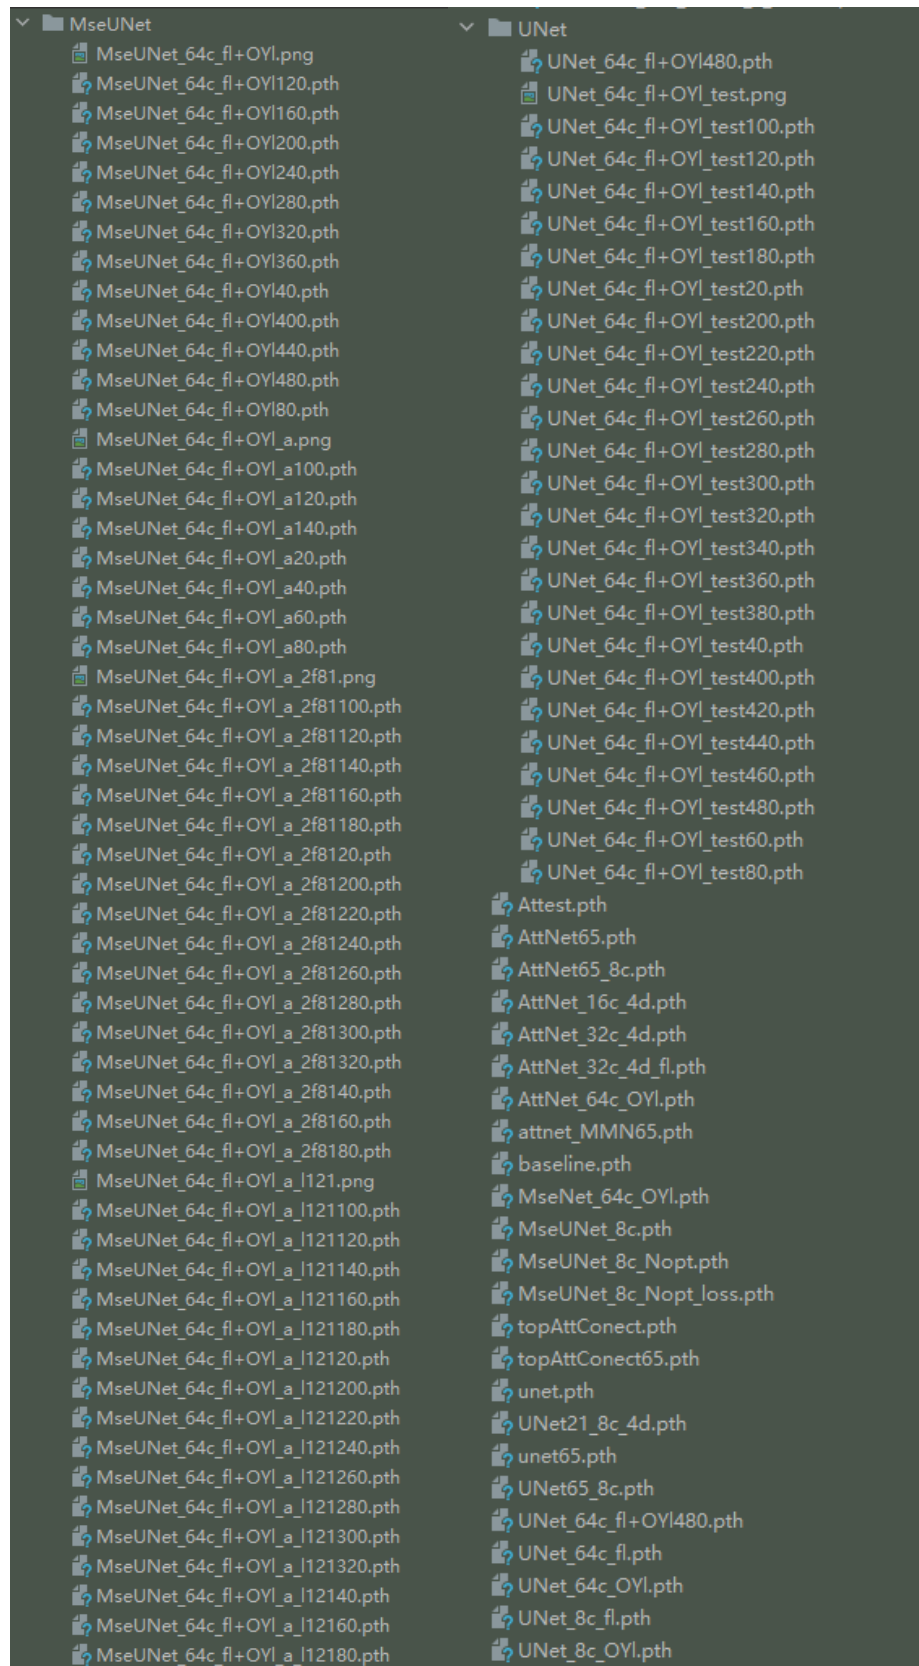 MseUNet
MseUNet_64c_fl+OYl.png
MseUNet_64c_fl+OYl120.pth
MseUNet_64c_fl+OYl160.pth
MseUNet_64c_fl+OYl200.pth
MseUNet_64c_fl+OYl240.pth
MseUNet_64c_fl+OYl280.pth
MseUNet_64c_fl+OYl320.pth
MseUNet_64c_fl+OYl360.pth
MseUNet_64c_fl+OYl40.pth
MseUNet_64c_fl+OYl400.pth
MseUNet_64c_fl+OYl440.pth
MseUNet_64c_fl+OYl480.pth
MseUNet_64c_fl+OYl80.pth
MseUNet_64c_fl+OYl_a.png
MseUNet_64c_fl+OYl_a100.pth
MseUNet_64c_fl+OYl_a120.pth
MseUNet_64c_fl+OYl_a140.pth
MseUNet_64c_fl+OYl_a20.pth
MseUNet_64c_fl+OYl_a40.pth
MseUNet_64c_fl+OYl_a60.pth
MseUNet_64c_fl+OYl_a80.pth
MseUNet_64c_fl+OYl_a_2f81.png
MseUNet_64c_fl+OYl_a_2f81100.pth
MseUNet_64c_fl+OYl_a_2f81120.pth
MseUNet_64c_fl+OYl_a_2f81140.pth
MseUNet_64c_fl+OYl_a_2f81160.pth
MseUNet_64c_fl+OYl_a_2f81180.pth
MseUNet_64c_fl+OYl_a_2f8120.pth
MseUNet_64c_fl+OYl_a_2f81200.pth
MseUNet_64c_fl+OYl_a_2f81220.pth
MseUNet_64c_fl+OYl_a_2f81240.pth
MseUNet_64c_fl+OYl_a_2f81260.pth
MseUNet_64c_fl+OYl_a_2f81280.pth
MseUNet_64c_fl+OYl_a_2f81300.pth
MseUNet_64c_fl+OYl_a_2f81320.pth
MseUNet_64c_fl+OYl_a_2f8140.pth
MseUNet_64c_fl+OYl_a_2f8160.pth
MseUNet_64c_fl+OYl_a_2f8180.pth
MseUNet_64c_fl+OYl_a_l121.png
MseUNet_64c_fl+OYl_a_l121100.pth
MseUNet_64c_fl+OYl_a_l121120.pth
MseUNet_64c_fl+OYl_a_l121140.pth
MseUNet_64c_fl+OYl_a_l121160.pth
MseUNet_64c_fl+OYl_a_l121180.pth
MseUNet_64c_fl+OYl_a_l12120.pth
MseUNet_64c_fl+OYl_a_l121200.pth
MseUNet_64c_fl+OYl_a_l121220.pth
MseUNet_64c_fl+OYl_a_l121240.pth
MseUNet_64c_fl+OYl_a_l121260.pth
MseUNet_64c_fl+OYl_a_l121280.pth
MseUNet_64c_fl+OYl_a_l121300.pth
MseUNet_64c_fl+OYl_a_l121320.pth
MseUNet_64c_fl+OYl_a_l12140.pth
MseUNet_64c_fl+OYl_a_l12160.pth
MseUNet_64c_fl+OYl_a_l12180.pth
UNet
UNet_64c_fl+OYl480.pth
UNet_64c_fl+OYl_test.png
UNet_64c_fl+OYl_test100.pth
UNet_64c_fl+OYl_test120.pth
UNet_64c_fl+OYl_test140.pth
UNet_64c_fl+OYl_test160.pth
UNet_64c_fl+OYl_test180.pth
UNet_64c_fl+OYl_test20.pth
UNet_64c_fl+OYl_test200.pth
UNet_64c_fl+OYl_test220.pth
UNet_64c_fl+OYl_test240.pth
UNet_64c_fl+OYl_test260.pth
UNet_64c_fl+OYl_test280.pth
UNet_64c_fl+OYl_test300.pth
UNet_64c_fl+OYl_test320.pth
UNet_64c_fl+OYl_test340.pth
UNet_64c_fl+OYl_test360.pth
UNet_64c_fl+OYl_test380.pth
UNet_64c_fl+OYl_test40.pth
UNet_64c_fl+OYl_test400.pth
UNet_64c_fl+OYl_test420.pth
UNet_64c_fl+OYl_test440.pth
UNet_64c_fl+OYl_test460.pth
UNet_64c_fl+OYl_test480.pth
UNet_64c_fl+OYl_test60.pth
UNet_64c_fl+OYl_test80.pth
Attest.pth
AttNet65.pth
AttNet65_8c.pth
AttNet_16c_4d.pth
AttNet_32c_4d.pth
AttNet_32c_4d_fl.pth
AttNet_64c_OYl.pth
attnet_MMN65.pth
baseline.pth
MseNet_64c_OYl.pth
MseUNet_8c.pth
MseUNet_8c_Nopt.pth
MseUNet_8c_Nopt_loss.pth
topAttConect.pth
topAttConect65.pth
unet.pth
UNet21_8c_4d.pth
unet65.pth
UNet65_8c.pth
UNet_64c_fl+OYl480.pth
UNet_64c_fl.pth
UNet_64c_OYl.pth
UNet_8c_fl.pth
UNet_8c_OYl.pth